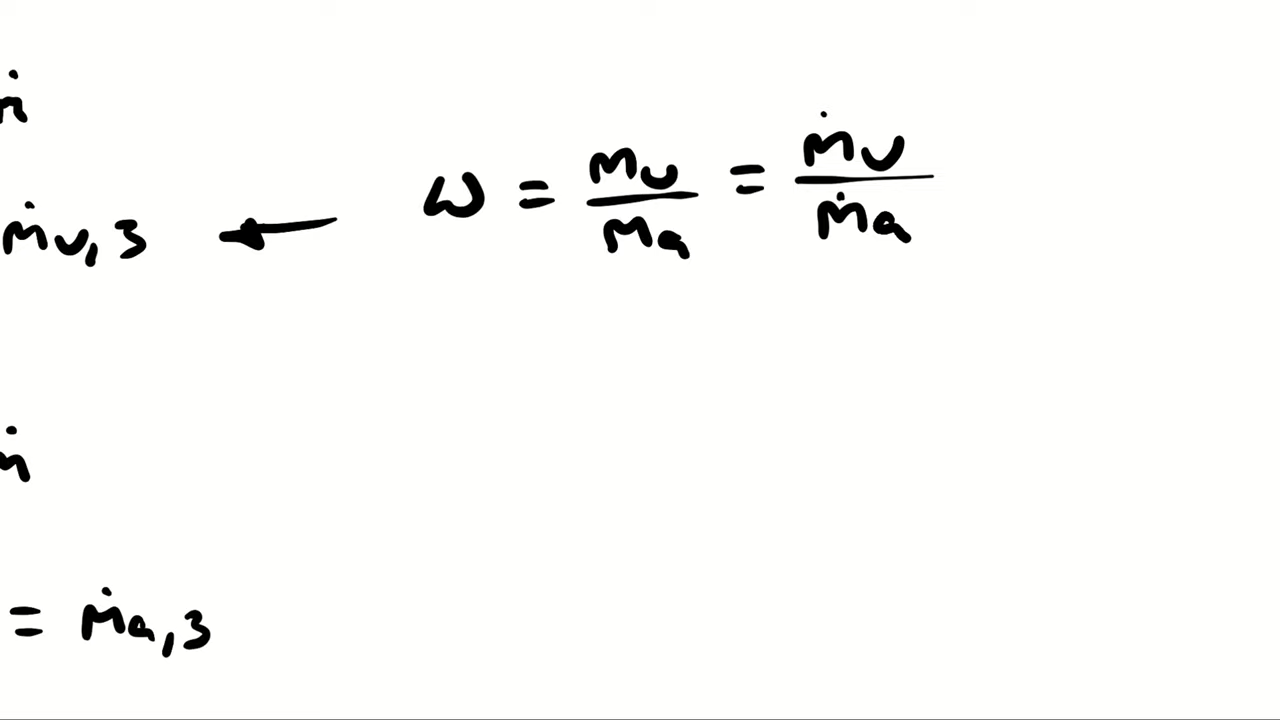 ṁ
ṁv,3 ← ω = mv/ma = ṁv/ṁa
ṁ
= ṁa,3